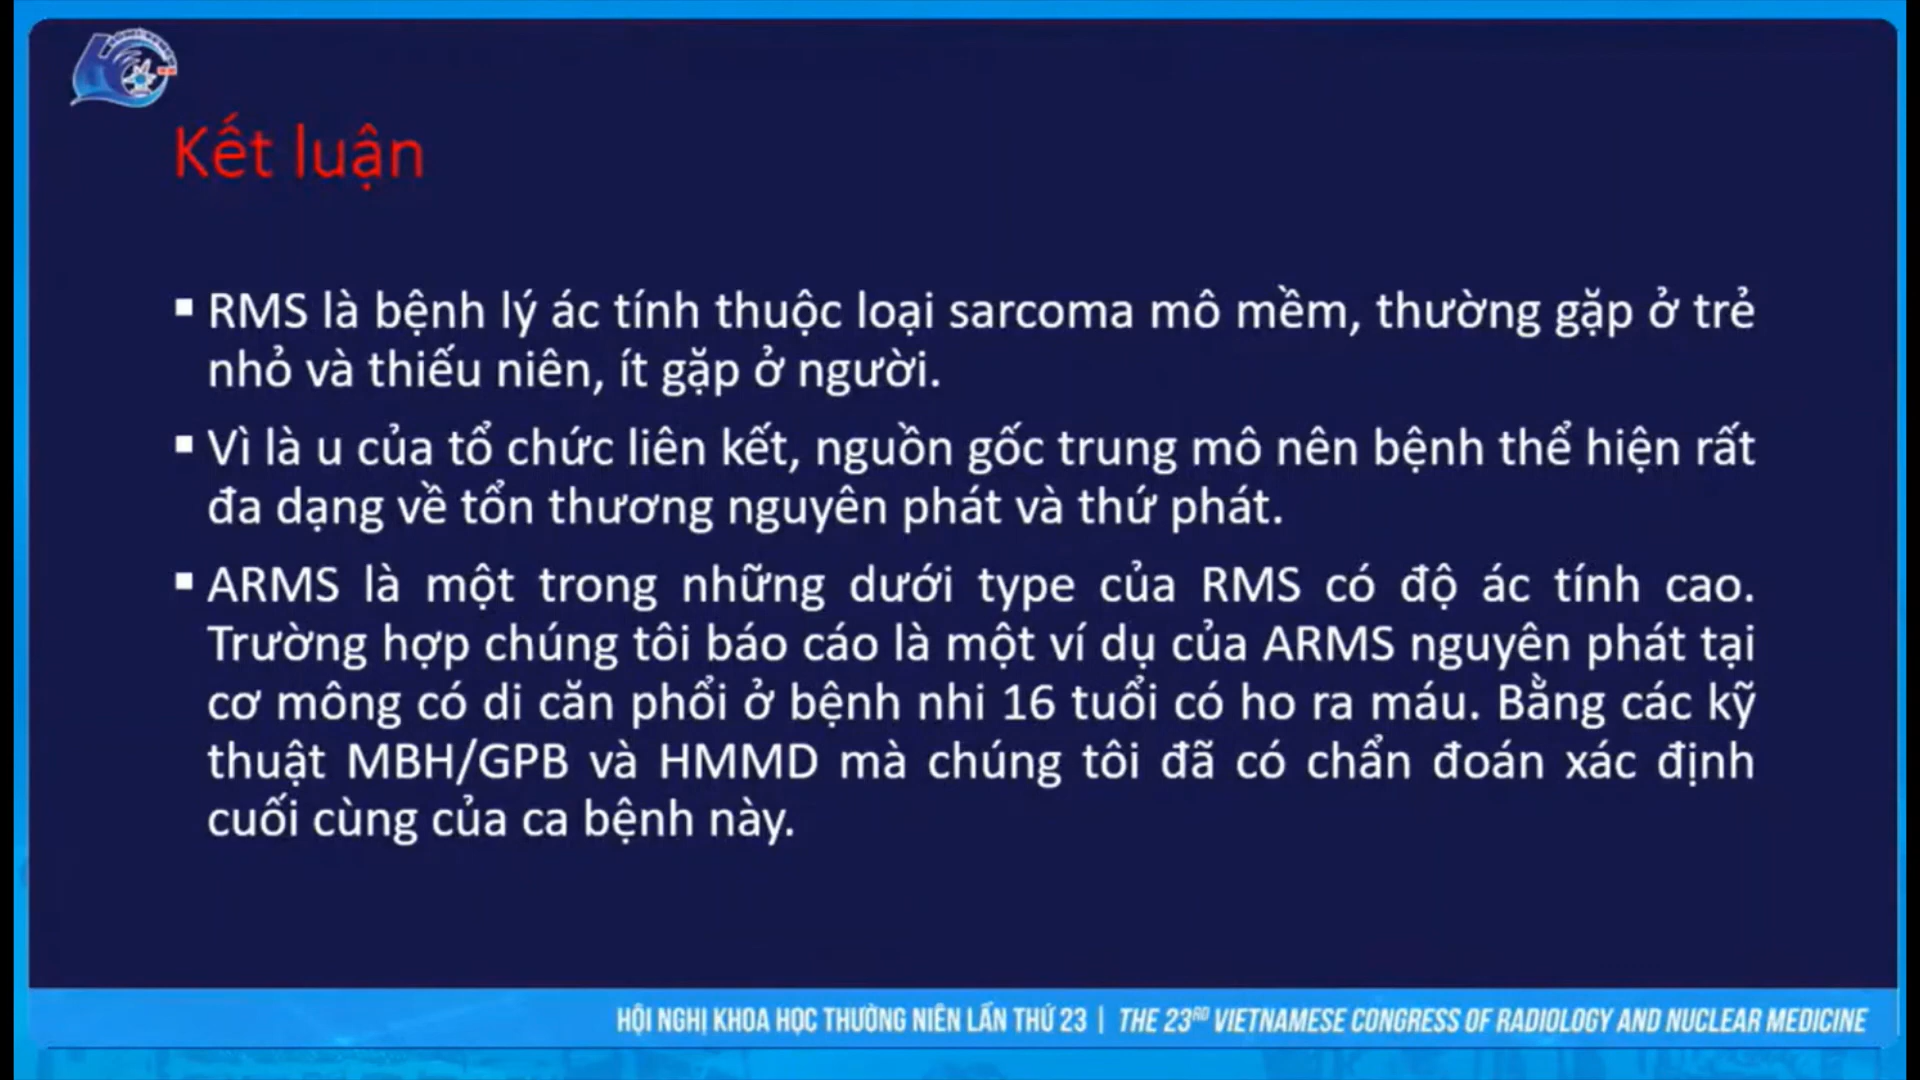 Kết luận
▪ RMS là bệnh lý ác tính thuộc loại sarcoma mô mềm, thường gặp ở trẻ
nhỏ và thiếu niên, ít gặp ở người.
▪ Vì là u của tổ chức liên kết, nguồn gốc trung mô nên bệnh thể hiện rất
đa dạng về tổn thương nguyên phát và thứ phát.
▪ ARMS là một trong những dưới type của RMS có độ ác tính cao.
Trường hợp chúng tôi báo cáo là một ví dụ của ARMS nguyên phát tại
cơ mông có di căn phổi ở bệnh nhi 16 tuổi có ho ra máu. Bằng các kỹ
thuật MBH/GPB và HMMD mà chúng tôi đã có chẩn đoán xác định
cuối cùng của ca bệnh này.
HỘI NGHỊ KHOA HỌC THƯỜNG NIÊN LẦN THỨ 23 | THE 23RD VIETNAMESE CONGRESS OF RADIOLOGY AND NUCLEAR MEDICINE